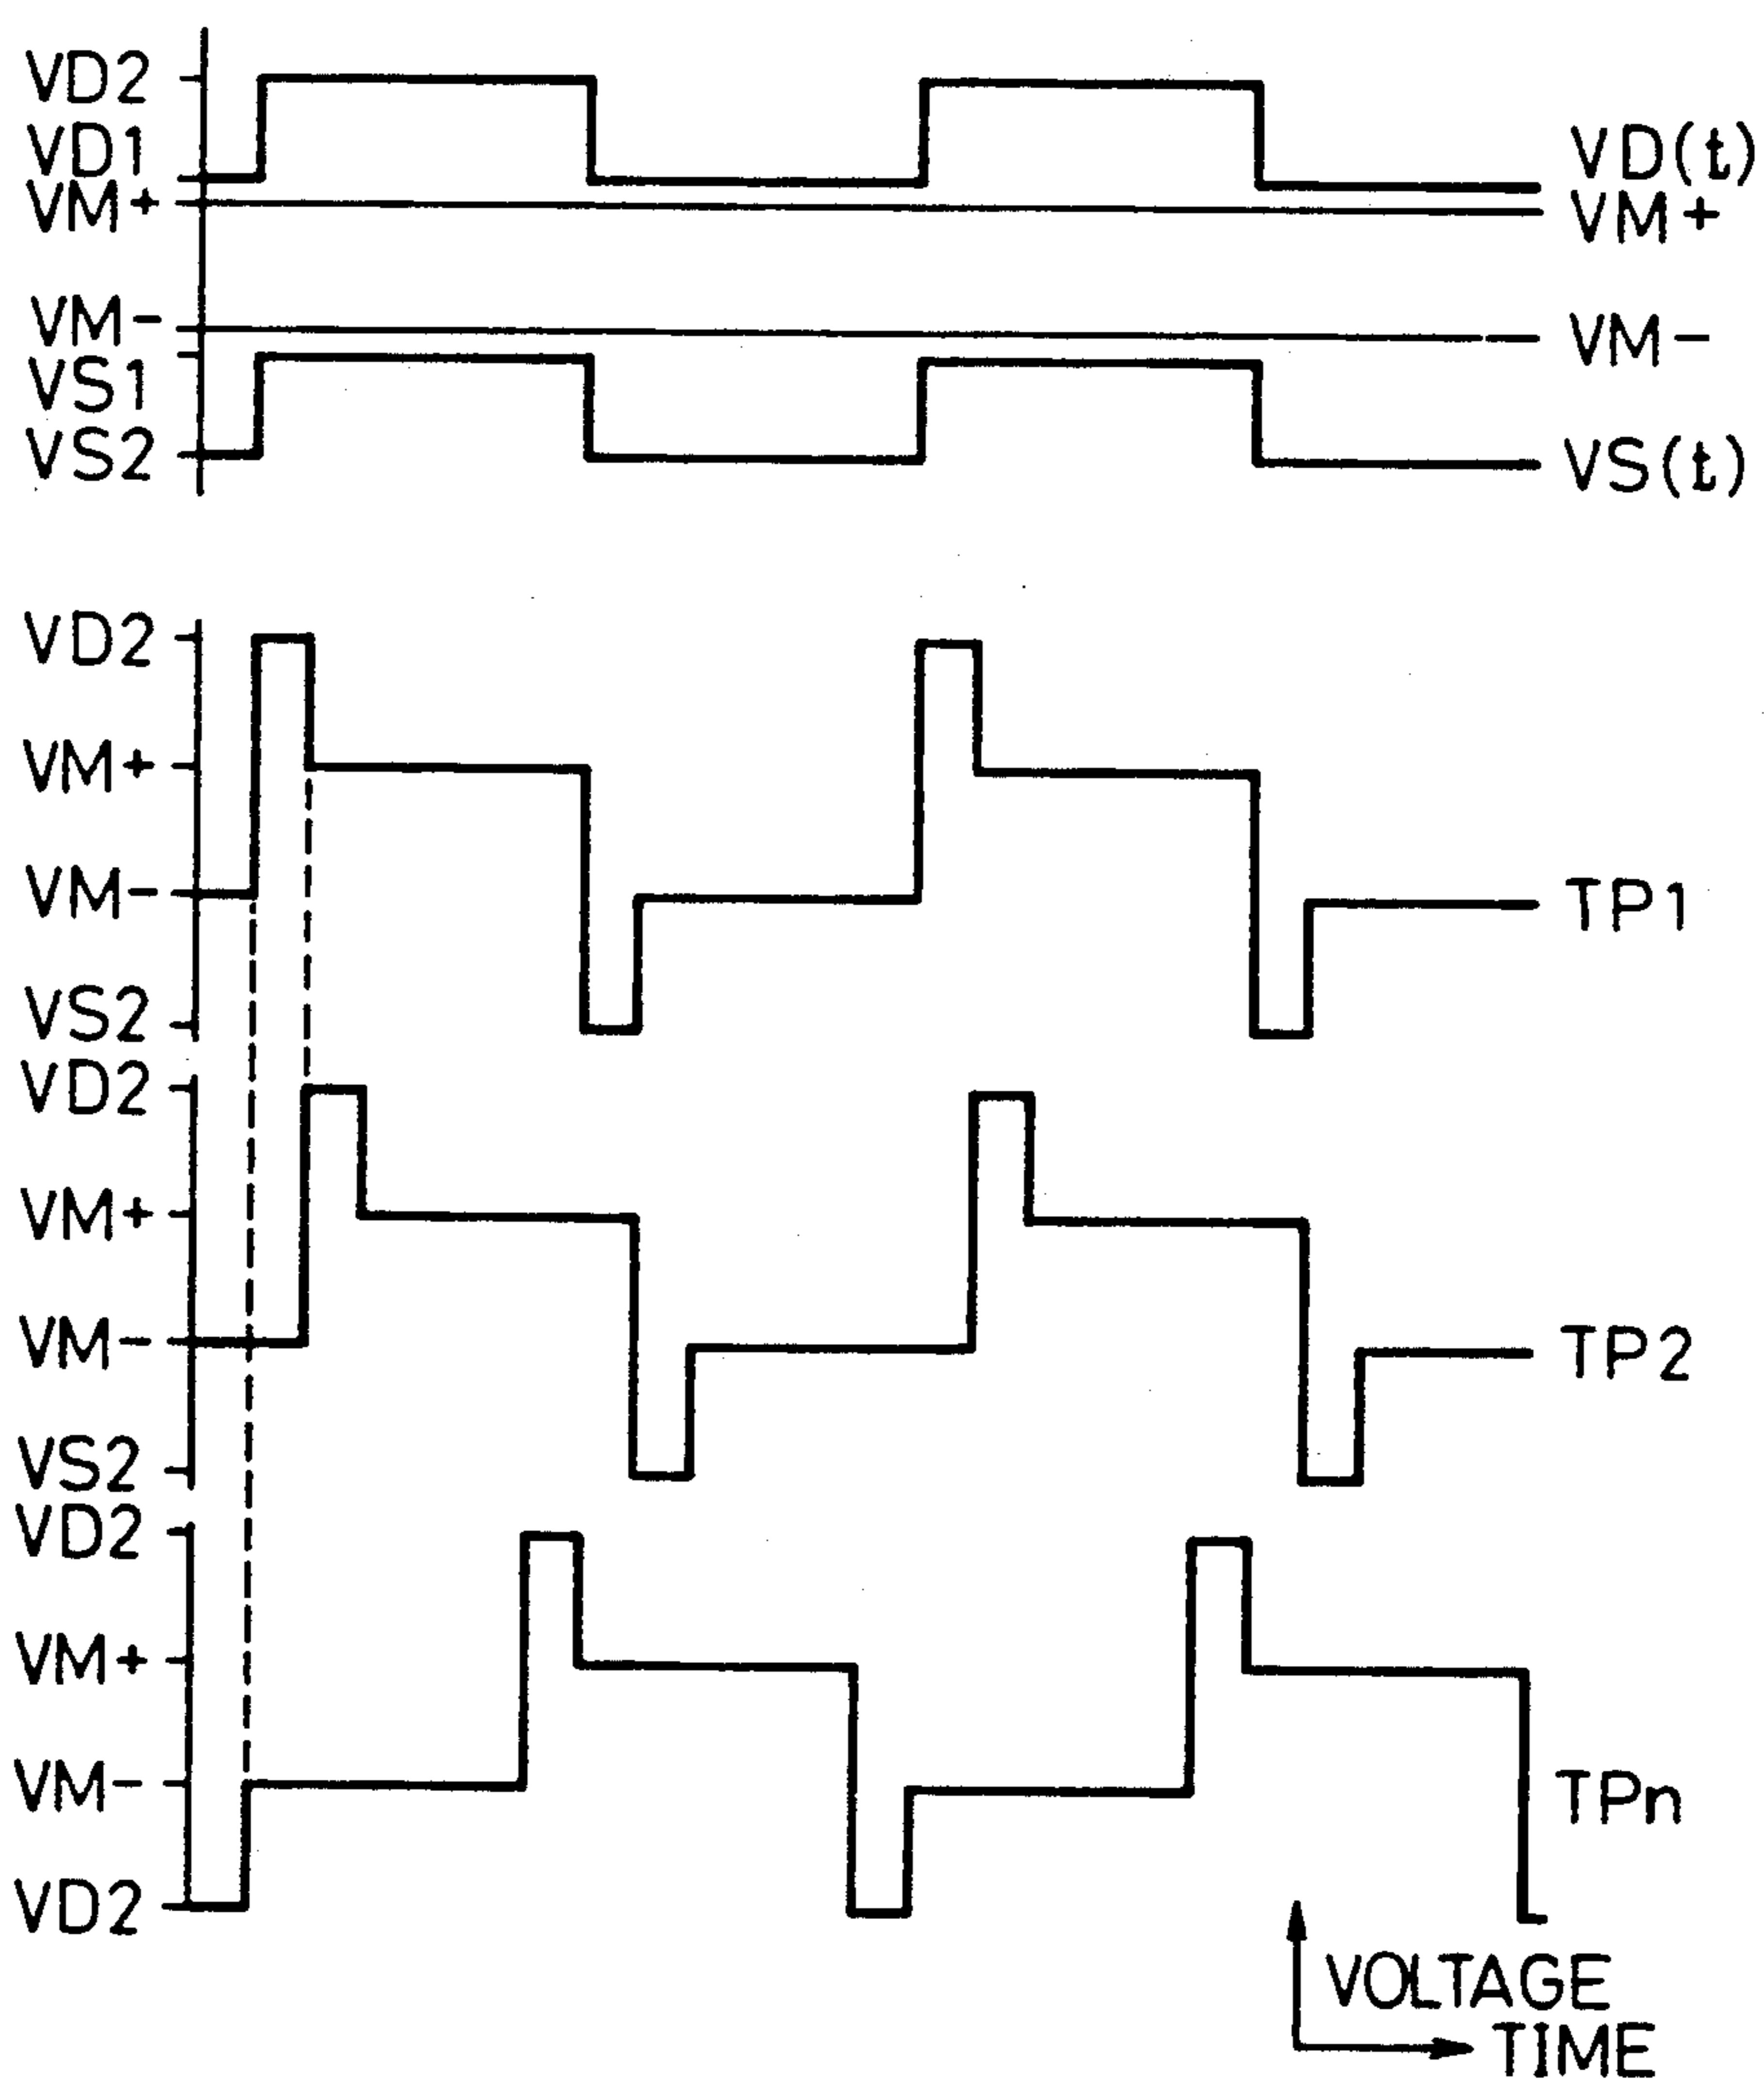 VD2
VD1
VD(t)
VM+
VM+
VM-
VM-
VS1
VS2
VS(t)
VD2
VM+
VM-
TP1
VS2
VD2
VM+
VM-
TP2
VS2
VD2
VM+
VM-
TPn
VD2
VOLTAGE
TIME